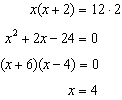 x(x + 2) = 12 · 2
x² + 2x − 24 = 0
(x + 6)(x − 4) = 0
x = 4